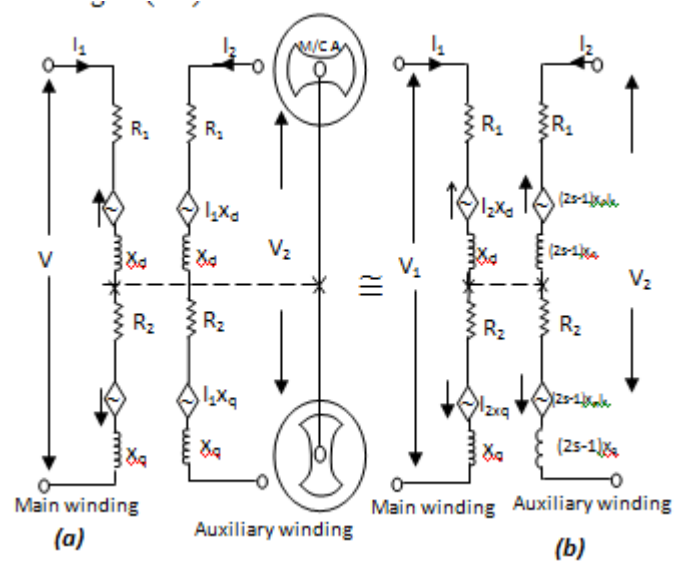 I1
I2
M/C A
I1
I2
R1
R1
R1
R1
I1xd
I2xd
V
xd
xd
V2
≅
V1
xd
V2
R2
R2
R2
R2
I1xq
I2xq
xq
xq
xq
(2s-1)xq
Main winding
Auxiliary winding
Main winding
Auxiliary winding
(a)
(b)